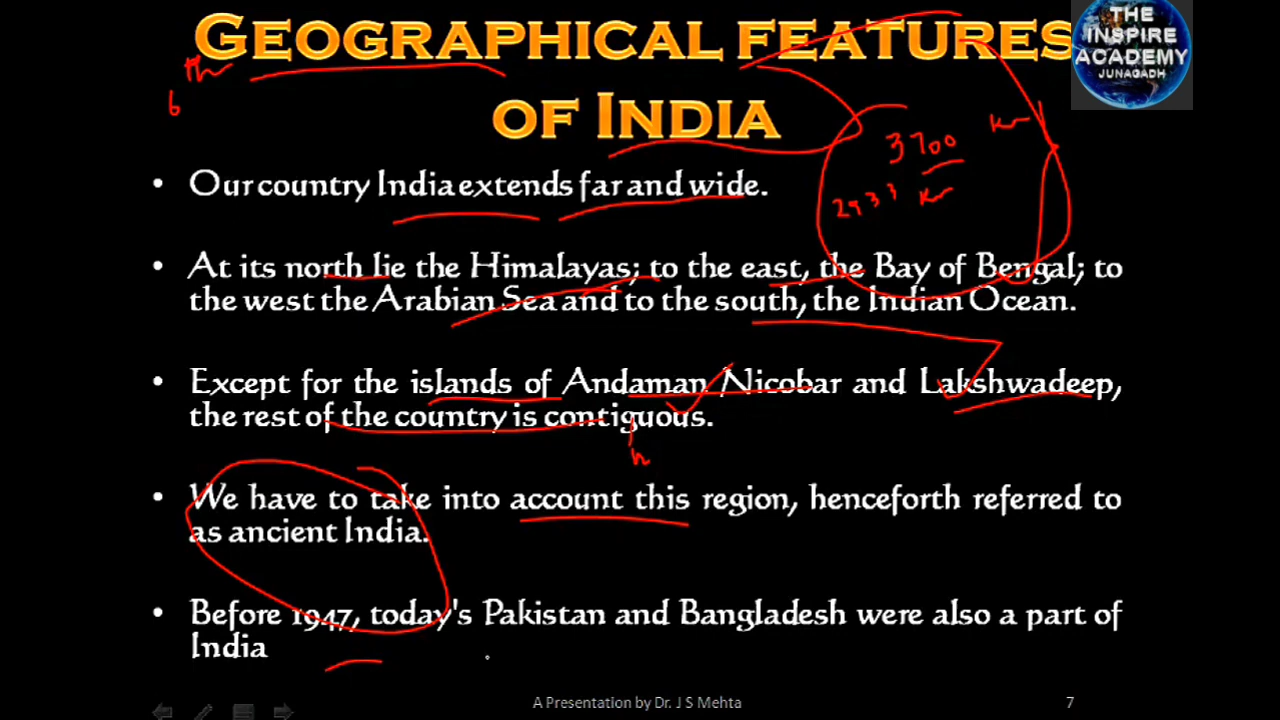 GEOGRAPHICAL FEATURES
OF INDIA
THE
INSPIRE
ACADEMY
JUNAGADH
6th
3700 km
2933 km
• Our country India extends far and wide.
• At its north lie the Himalayas; to the east, the Bay of Bengal; to
the west the Arabian Sea and to the south, the Indian Ocean.
• Except for the islands of Andaman Nicobar and Lakshwadeep,
the rest of the country is contiguous.
h
• We have to take into account this region, henceforth referred to
as ancient India.
• Before 1947, today's Pakistan and Bangladesh were also a part of
India
A Presentation by Dr. J S Mehta
7